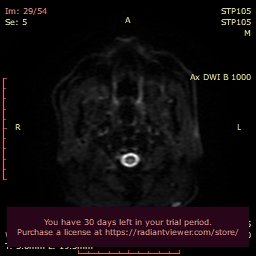 Im: 29/54
Se: 5
A
STP105
STP105
M
Ax DWI B 1000
R
L
You have 30 days left in your trial period.
Purchase a license at https://radiantviewer.com/store/